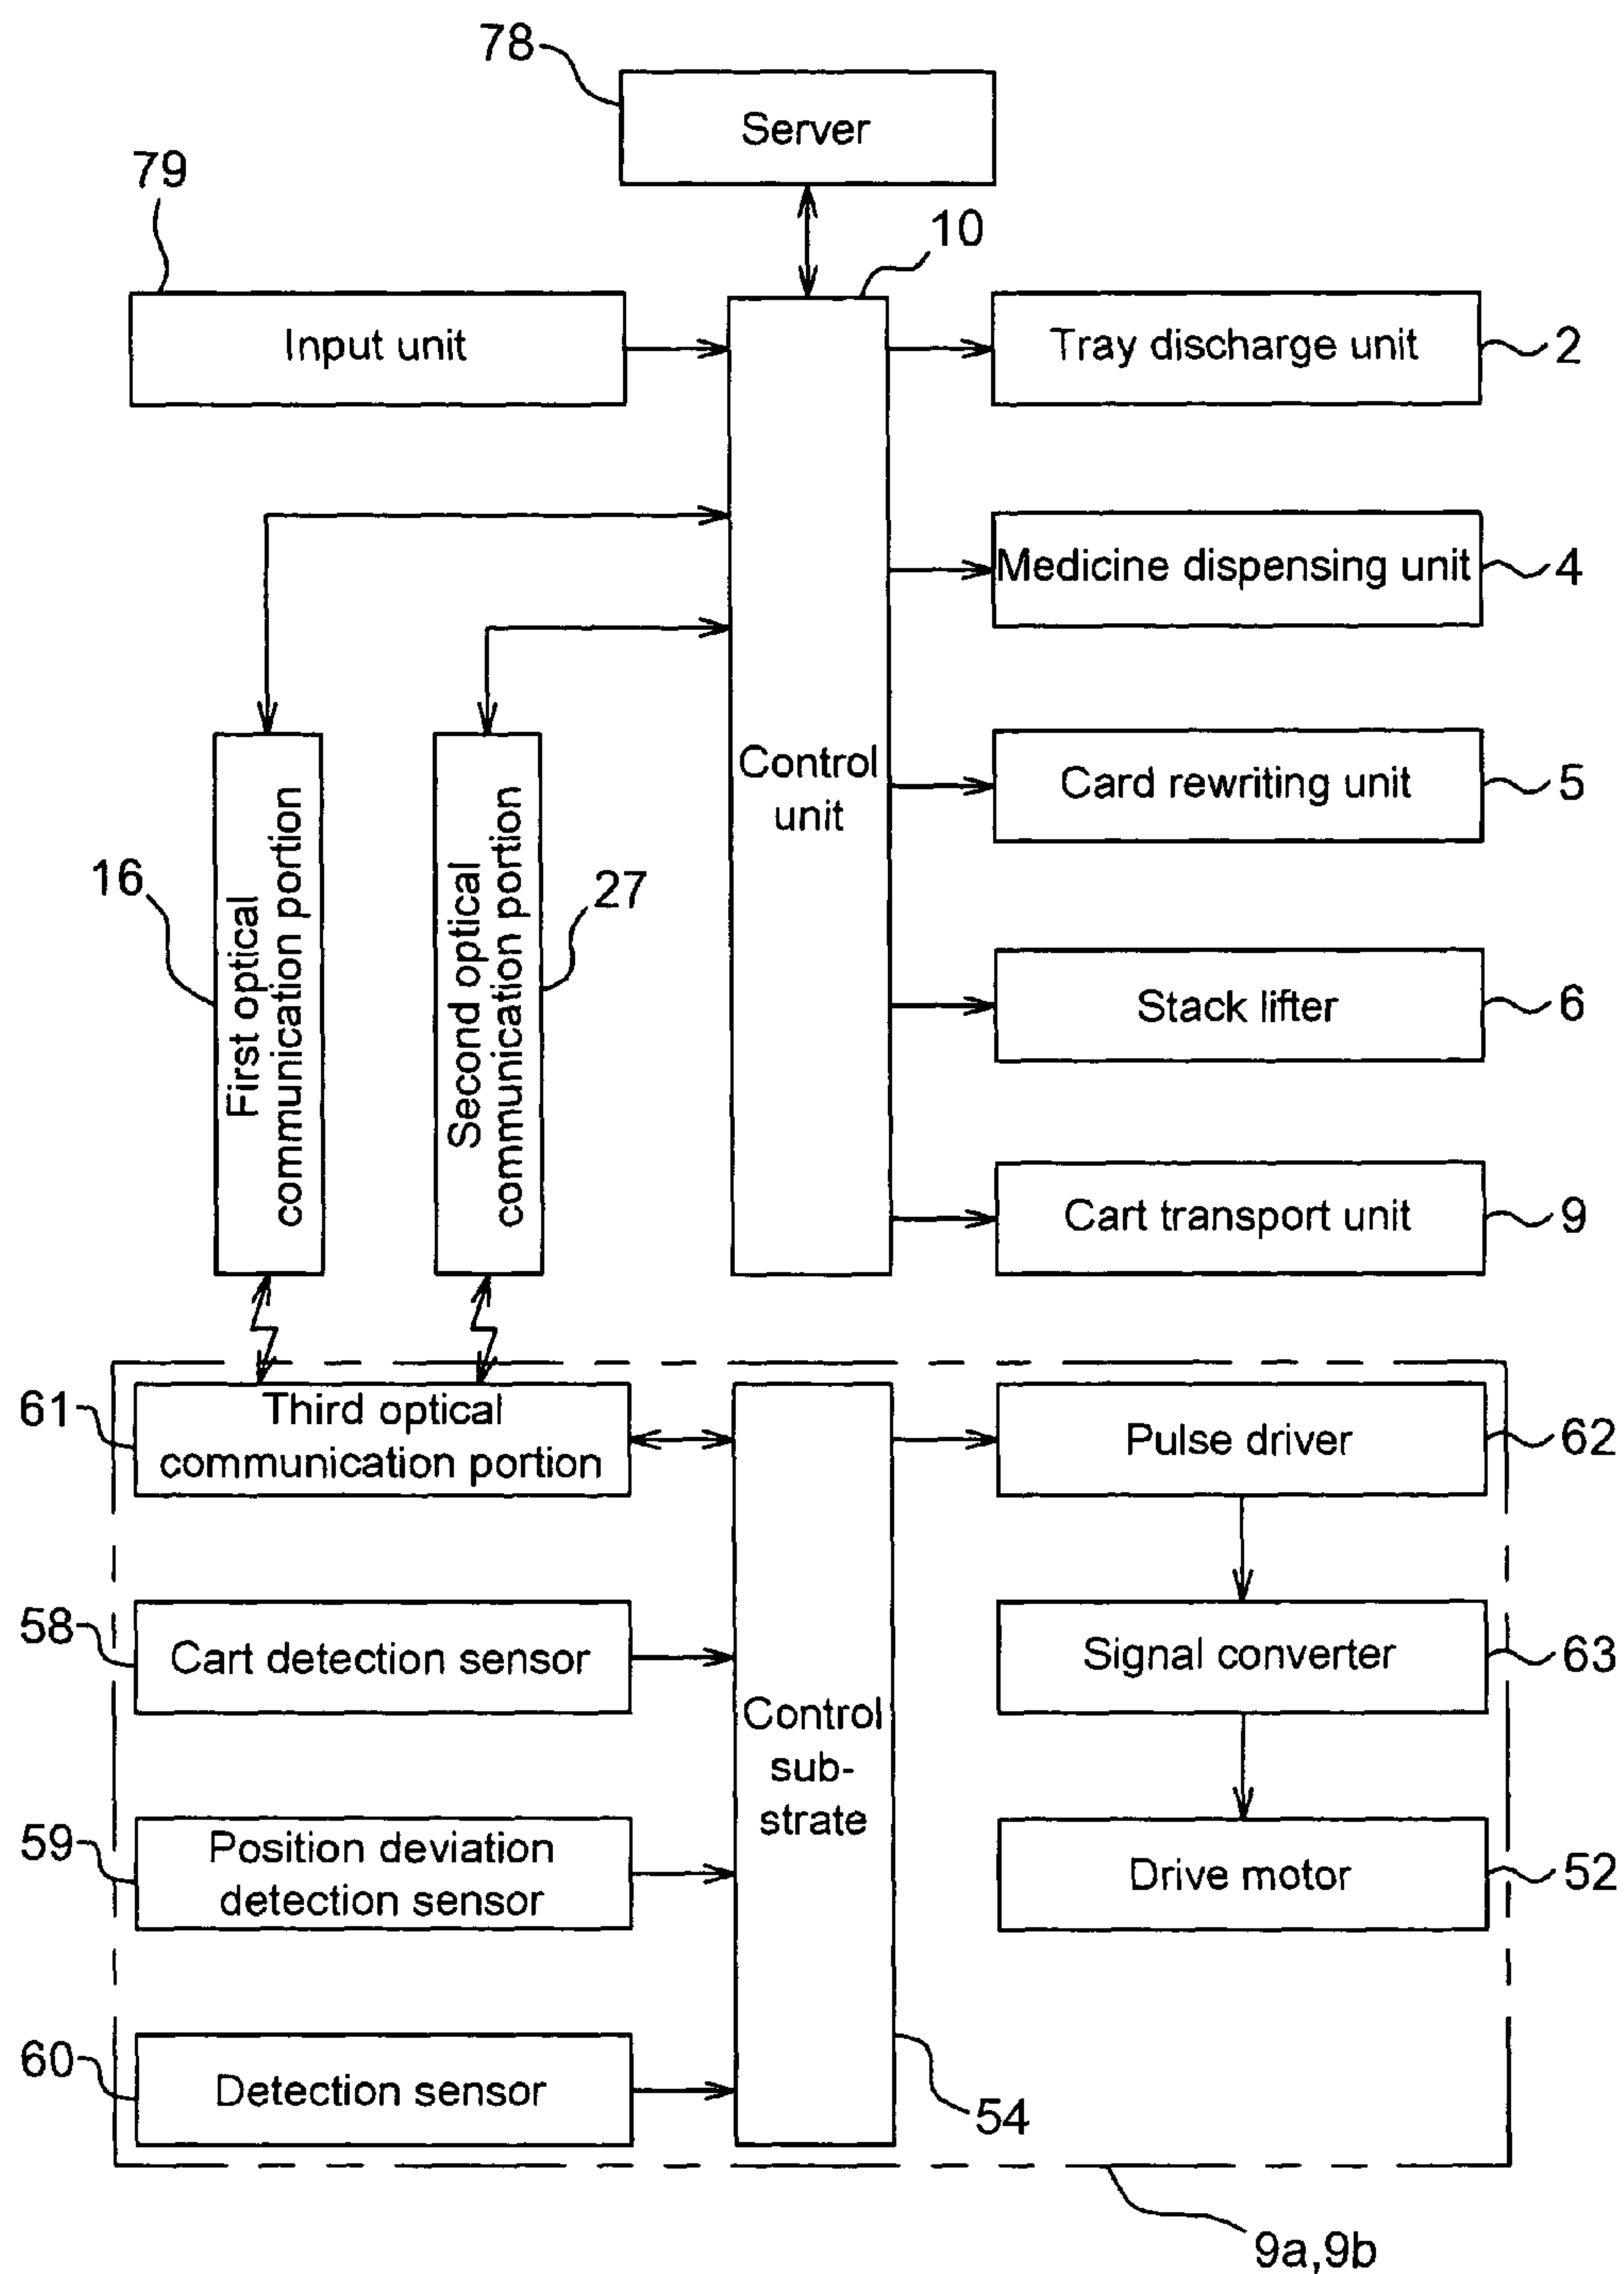 78
Server
79
10
Input unit
Tray discharge unit
2
Medicine dispensing unit
4
Control
unit
Card rewriting unit
5
16
First optical
communication portion
Second optical
communication portion
27
Stack lifter
6
Cart transport unit
9
61
Third optical
communication portion
Pulse driver
62
58
Cart detection sensor
Signal converter
63
Control
sub-
strate
59
Position deviation
detection sensor
Drive motor
52
60
Detection sensor
54
9a,9b